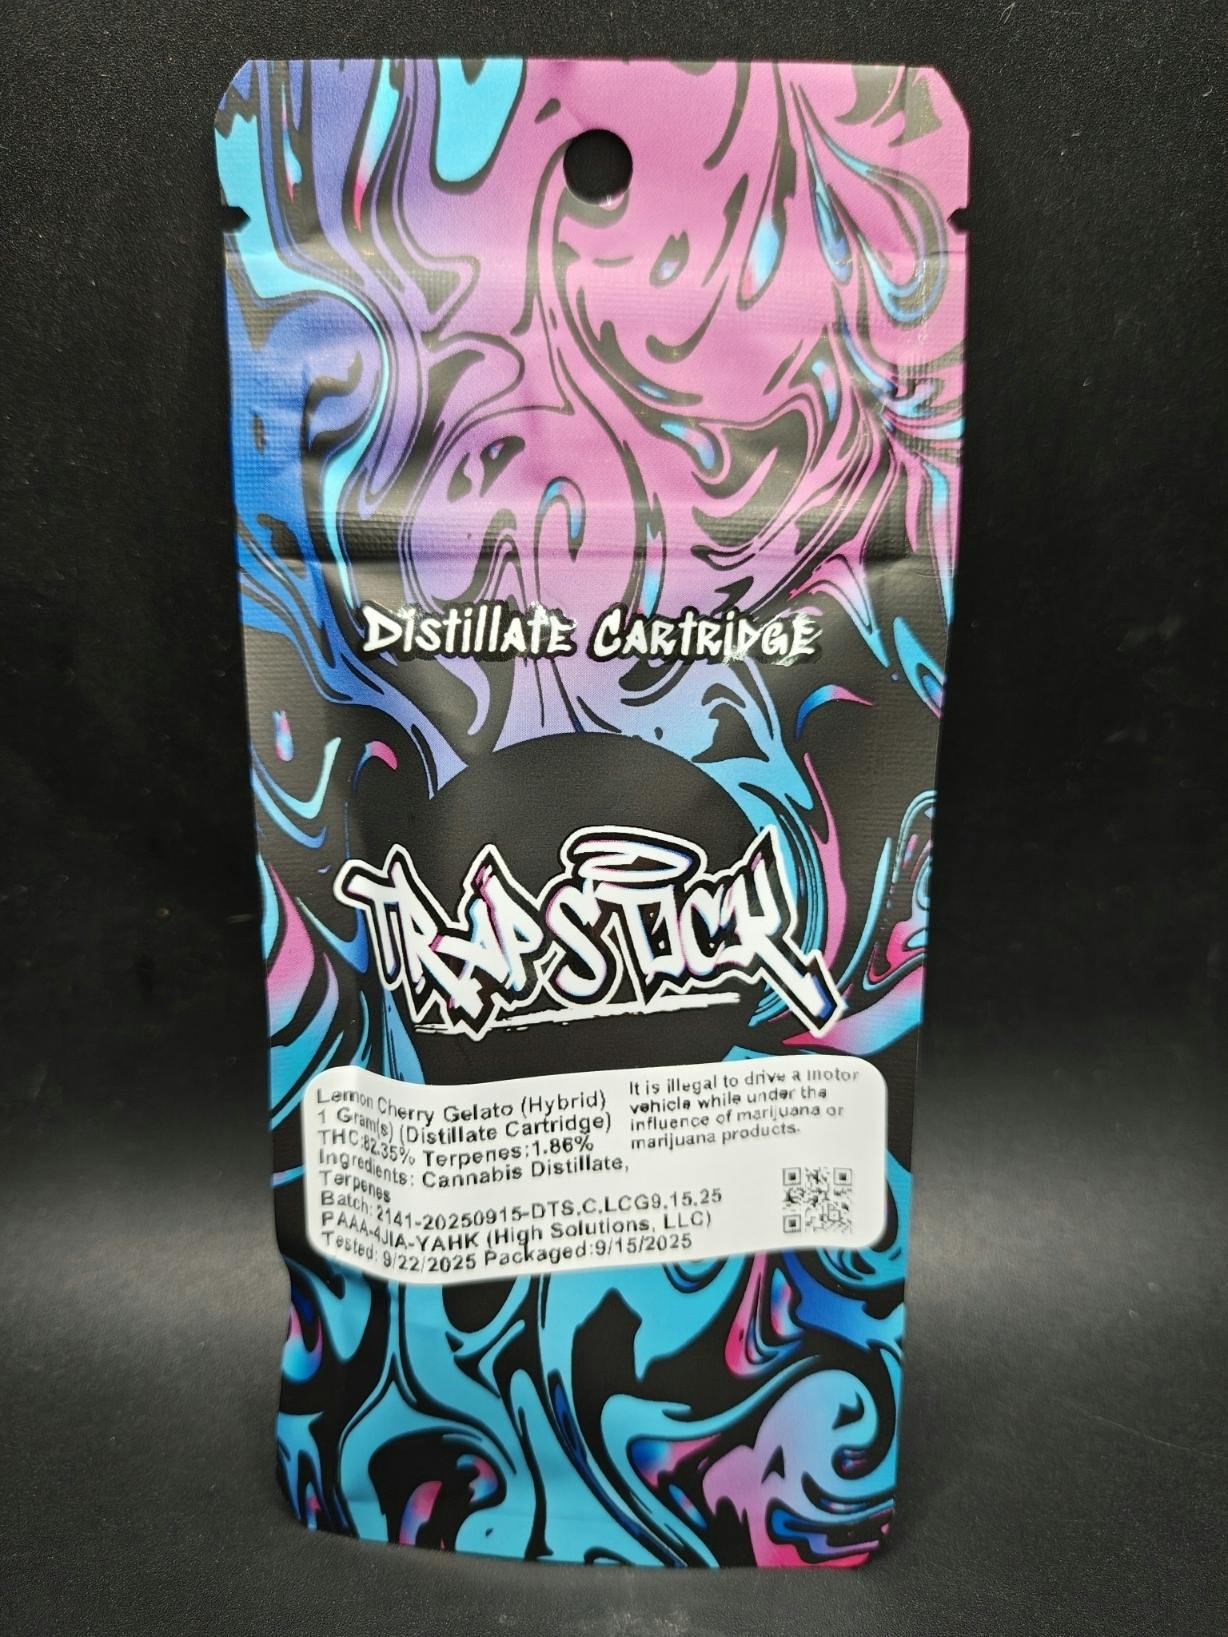 Distillate Cartridge
TRAPSTICK
Lemon Cherry Gelato (Hybrid)
1 Gram(s) (Distillate Cartridge)
THC:82.35% Terpenes:1.86%
Ingredients: Cannabis Distillate,
Terpenes
Batch:2141-20250915-DTS.C.LCG9.15.25
PAAA-4JIA-YAHK (High Solutions, LLC)
Tested: 9/22/2025 Packaged:9/15/2025
It is illegal to drive a motor
vehicle while under the
influence of marijuana or
marijuana products.